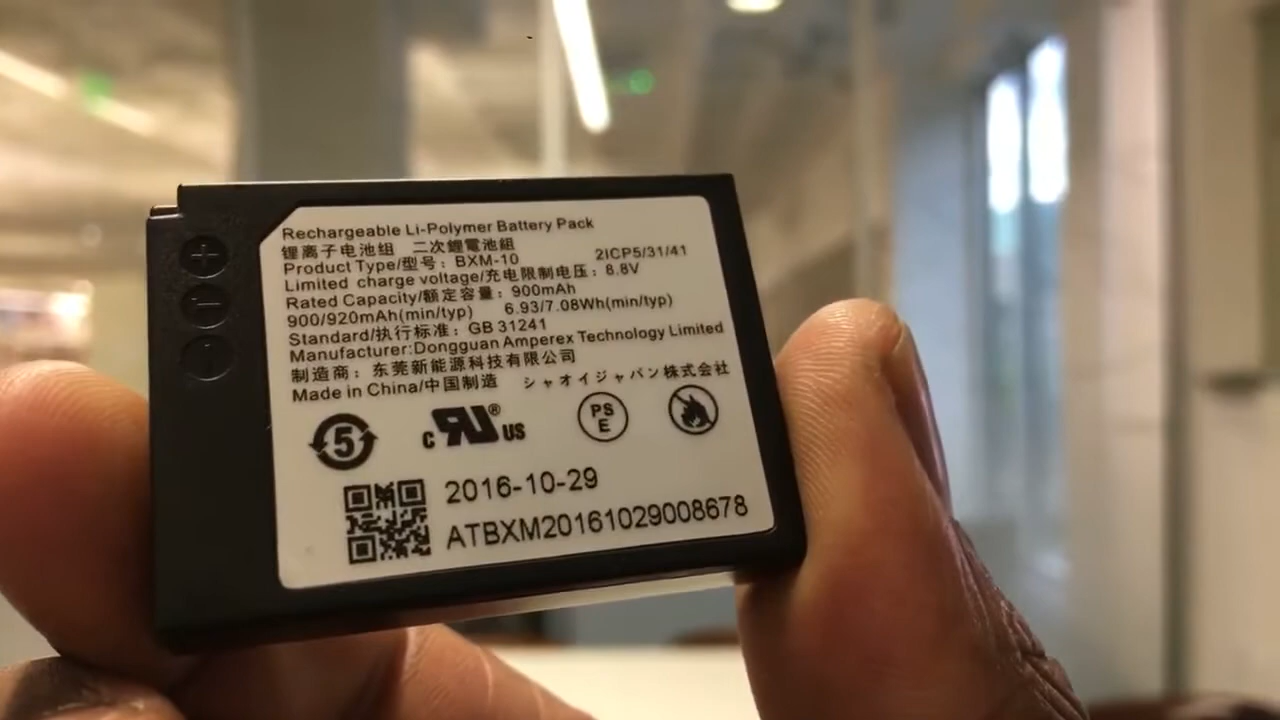 Rechargeable Li-Polymer Battery Pack
锂离子电池组 二次鋰電池組
Product Type/型号：BXM-10 2ICP5/31/41
Limited charge voltage/充电限制电压：8.8V
Rated Capacity/额定容量：900mAh
900/920mAh(min/typ) 6.93/7.08Wh(min/typ)
Standard/执行标准：GB 31241
Manufacturer:Dongguan Amperex Technology Limited
制造商：东莞新能源科技有限公司
Made in China/中国制造 シャオイジャパン株式会社
5 c RU ® US PS E
2016-10-29
ATBXM20161029008678